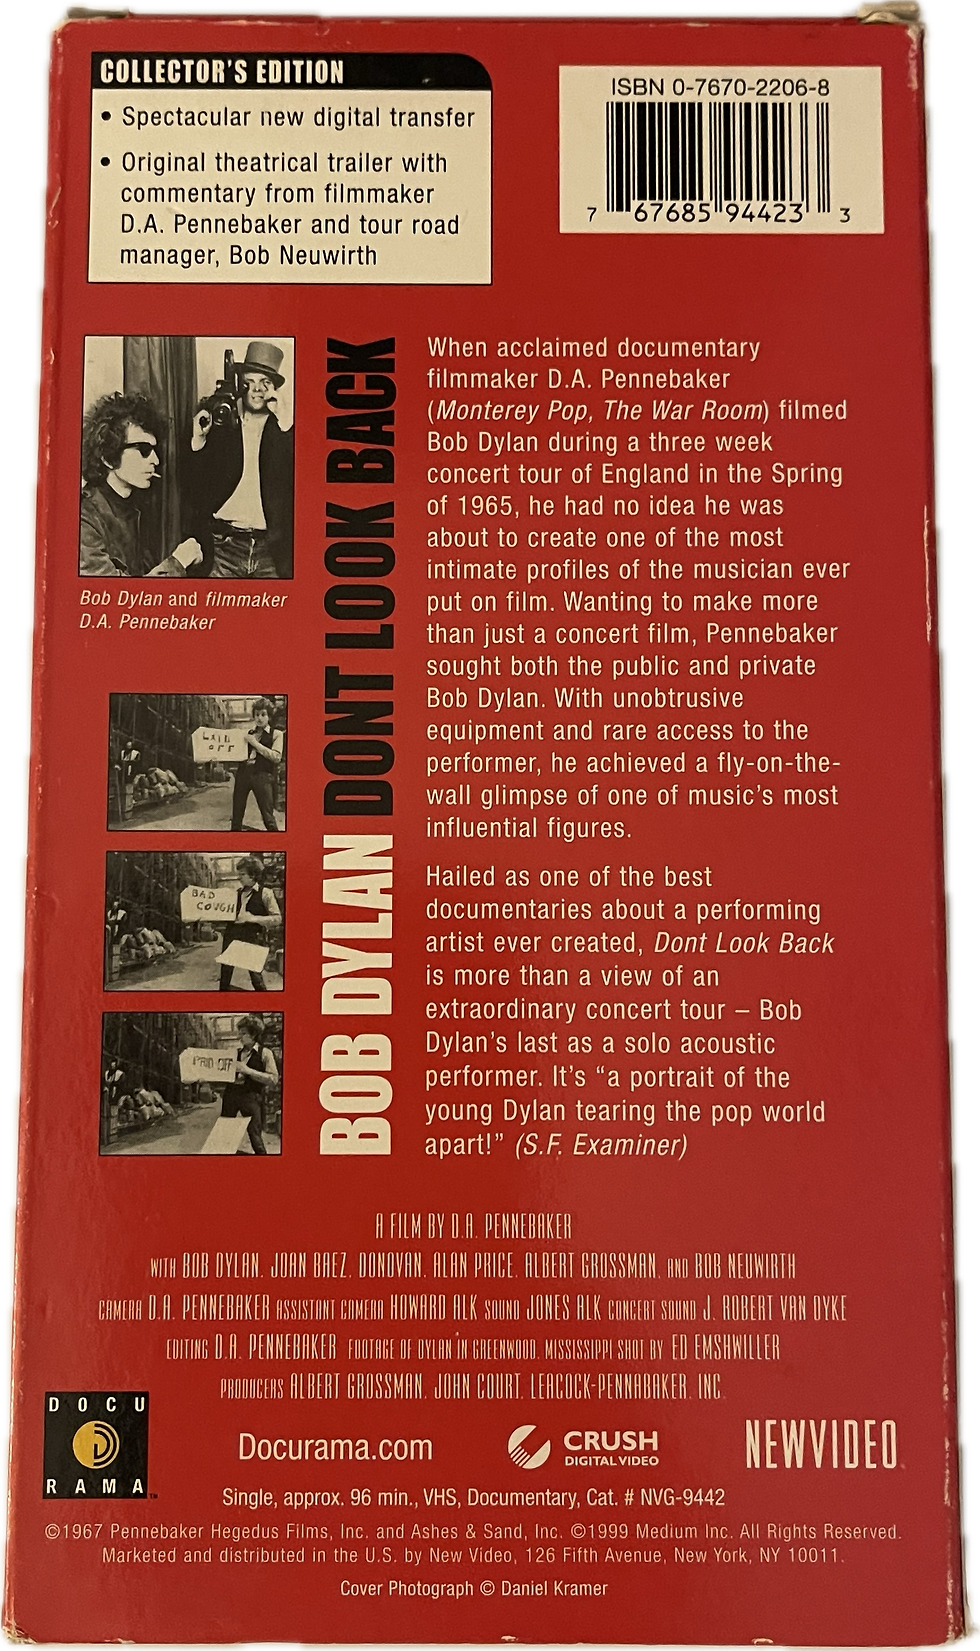 COLLECTOR'S EDITION
• Spectacular new digital transfer
• Original theatrical trailer with
commentary from filmmaker
D.A. Pennebaker and tour road
manager, Bob Neuwirth
ISBN 0-7670-2206-8
7 67685 94423 3
Bob Dylan and filmmaker
D.A. Pennebaker
LAID
OFF
BAD
COUGH
PAID OFF
BOB DYLAN DONT LOOK BACK
When acclaimed documentary
filmmaker D.A. Pennebaker
(Monterey Pop, The War Room) filmed
Bob Dylan during a three week
concert tour of England in the Spring
of 1965, he had no idea he was
about to create one of the most
intimate profiles of the musician ever
put on film. Wanting to make more
than just a concert film, Pennebaker
sought both the public and private
Bob Dylan. With unobtrusive
equipment and rare access to the
performer, he achieved a fly-on-the-
wall glimpse of one of music's most
influential figures.
Hailed as one of the best
documentaries about a performing
artist ever created, Dont Look Back
is more than a view of an
extraordinary concert tour – Bob
Dylan's last as a solo acoustic
performer. It's “a portrait of the
young Dylan tearing the pop world
apart!” (S.F. Examiner)
A FILM BY D.A. PENNEBAKER
WITH BOB DYLAN, JOAN BAEZ, DONOVAN, ALAN PRICE, ALBERT GROSSMAN, AND BOB NEUWIRTH
CAMERA D.A. PENNEBAKER ASSISTANT CAMERA HOWARD ALK SOUND JONES ALK CONCERT SOUND J. ROBERT VAN DYKE
EDITING D.A. PENNEBAKER FOOTAGE OF DYLAN IN GREENWOOD, MISSISSIPPI SHOT BY ED EMSHWILLER
PRODUCERS ALBERT GROSSMAN, JOHN COURT, LEACOCK-PENNABAKER, INC.
DOCU
RAMA™
Docurama.com
CRUSH
DIGITAL VIDEO
NEWVIDEO
Single, approx. 96 min., VHS, Documentary, Cat. # NVG-9442
©1967 Pennebaker Hegedus Films, Inc. and Ashes & Sand, Inc. ©1999 Medium Inc. All Rights Reserved.
Marketed and distributed in the U.S. by New Video, 126 Fifth Avenue, New York, NY 10011.
Cover Photograph © Daniel Kramer